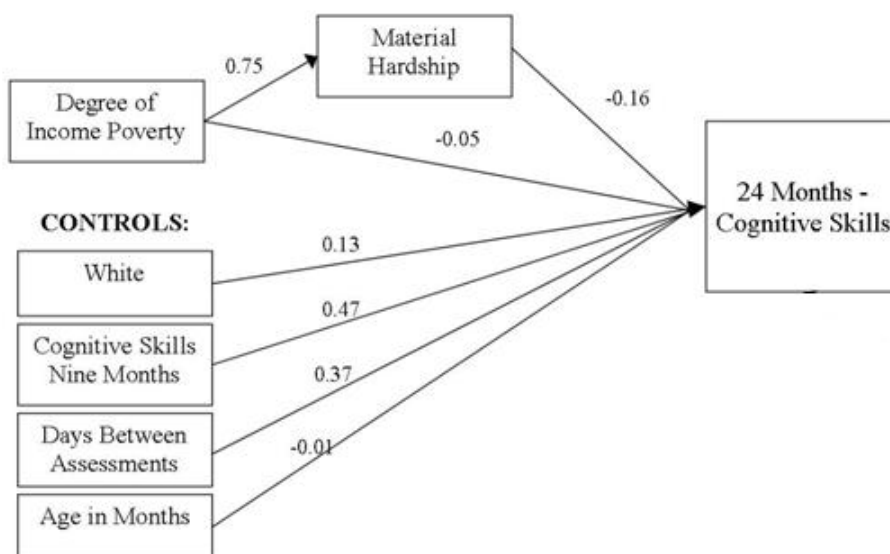 Material
Hardship
0.75
-0.16
Degree of
Income Poverty
-0.05
24 Months -
Cognitive Skills
CONTROLS:
White
0.13
0.47
Cognitive Skills
Nine Months
0.37
Days Between
Assessments
-0.01
Age in Months